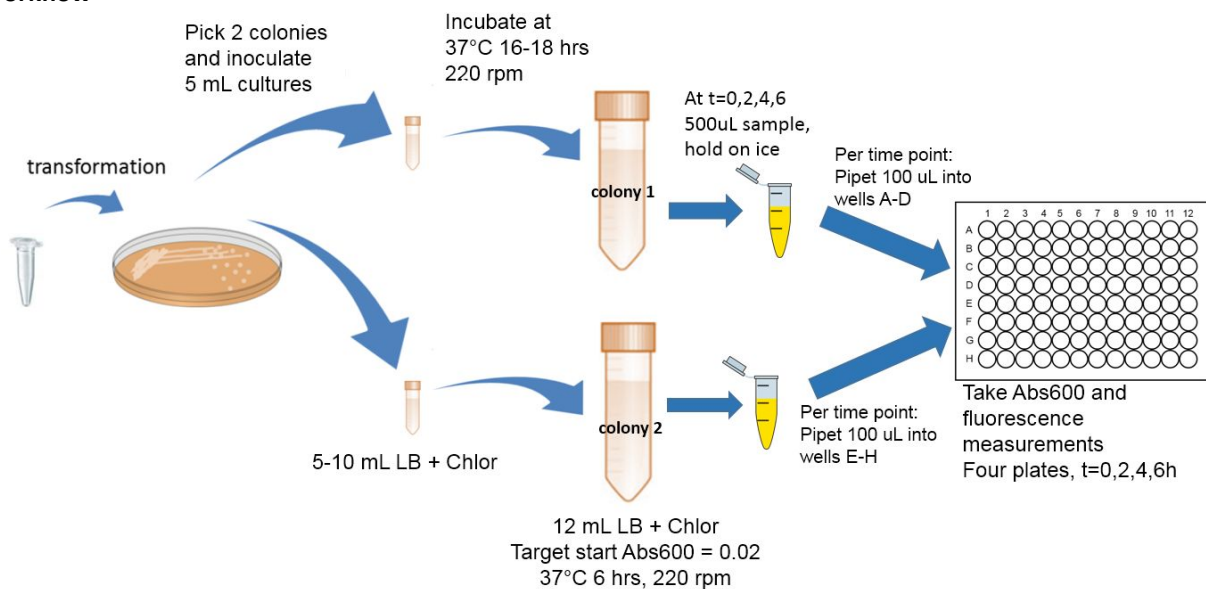 Pick 2 colonies
and inoculate
5 mL cultures
Incubate at
37°C 16-18 hrs
220 rpm
transformation
colony 1
At t=0,2,4,6
500uL sample,
hold on ice
Per time point:
Pipet 100 uL into
wells A-D
1 2 3 4 5 6 7 8 9 10 11 12
A
B
C
D
E
F
G
H
colony 2
5-10 mL LB + Chlor
12 mL LB + Chlor
Target start Abs600 = 0.02
37°C 6 hrs, 220 rpm
Per time point:
Pipet 100 uL into
wells E-H
Take Abs600 and
fluorescence
measurements
Four plates, t=0,2,4,6h